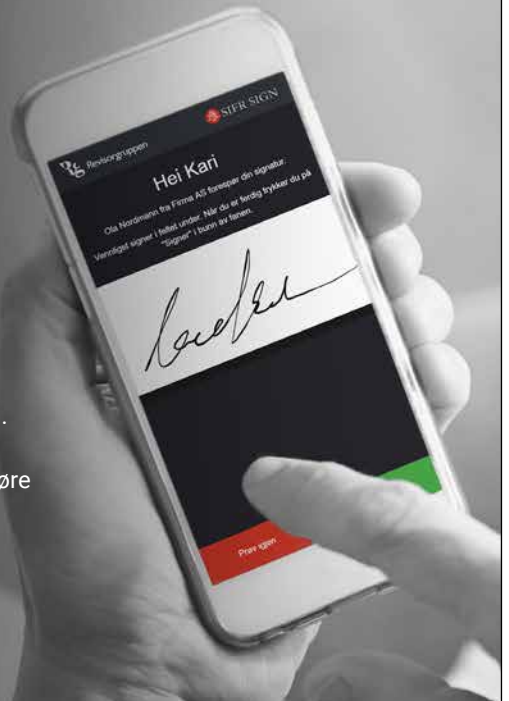 Rg Revisorgruppen
SIFR SIGN
Hei Kari
Ola Nordmann fra Firma AS forespør din signatur.
Vennligst signer i feltet under. Når du er ferdig trykker du på
"Signer" i bunn av fanen.
.
øre
Prøv igjen